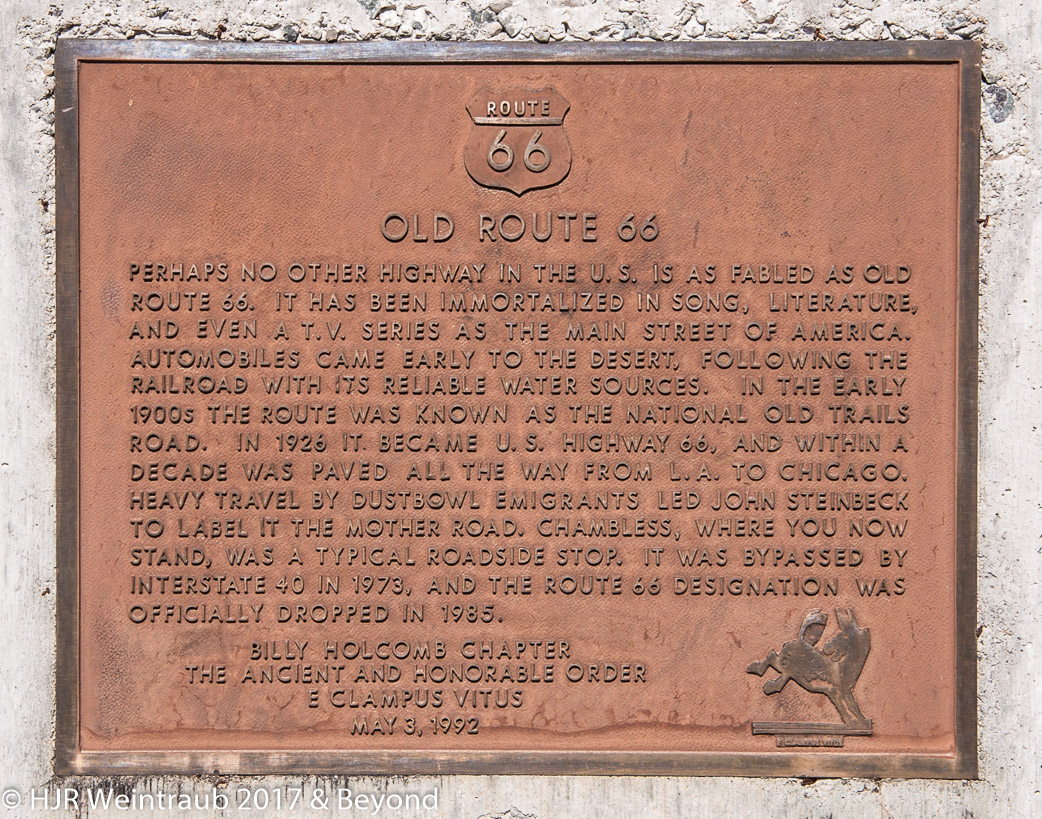 ROUTE
66
OLD ROUTE 66
PERHAPS NO OTHER HIGHWAY IN THE U.S. IS AS FABLED AS OLD
ROUTE 66. IT HAS BEEN IMMORTALIZED IN SONG, LITERATURE,
AND EVEN A T.V. SERIES AS THE MAIN STREET OF AMERICA.
AUTOMOBILES CAME EARLY TO THE DESERT, FOLLOWING THE
RAILROAD WITH ITS RELIABLE WATER SOURCES. IN THE EARLY
1900s THE ROUTE WAS KNOWN AS THE NATIONAL OLD TRAILS
ROAD. IN 1926 IT BECAME U.S. HIGHWAY 66, AND WITHIN A
DECADE WAS PAVED ALL THE WAY FROM L.A. TO CHICAGO.
HEAVY TRAVEL BY DUSTBOWL EMIGRANTS LED JOHN STEINBECK
TO LABEL IT THE MOTHER ROAD. CHAMBLESS, WHERE YOU NOW
STAND, WAS A TYPICAL ROADSIDE STOP. IT WAS BYPASSED BY
INTERSTATE 40 IN 1973, AND THE ROUTE 66 DESIGNATION WAS
OFFICIALLY DROPPED IN 1985.
BILLY HOLCOMB CHAPTER
THE ANCIENT AND HONORABLE ORDER
E CLAMPUS VITUS
MAY 3, 1992
E CLAMPUS VITUS
© HJR Weintraub 2017 & Beyond